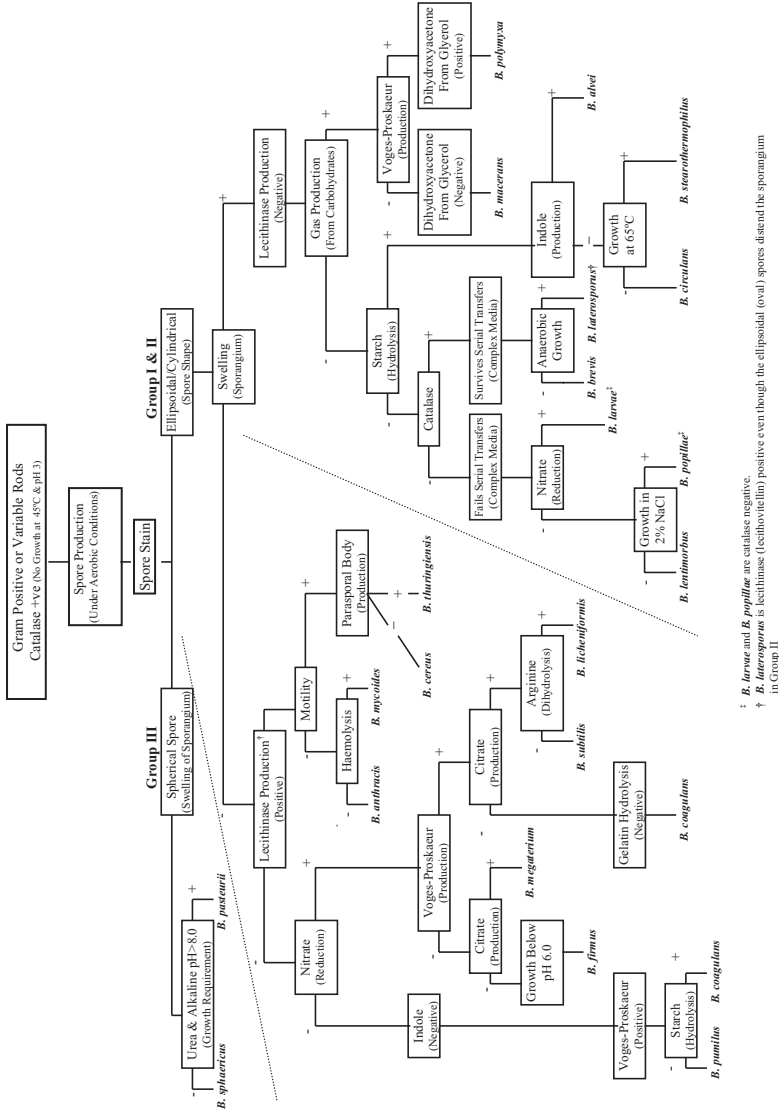 Gram Positive or Variable Rods
Catalase +ve (No Growth at 45°C & pH 3)
Spore Production
(Under Aerobic Conditions)
Spore Stain
Group III
Spherical Spore
(Swelling of Sporangium)
Group I & II
Ellipsoidal/Cylindrical
(Spore Shape)
Urea & Alkaline pH>8.0
(Growth Requirement)
-
+
B. sphaericus
B. pasteurii
Swelling
(Sporangium)
-
+
Lecithinase Production†
(Positive)
-
+
Nitrate
(Reduction)
-
+
Motility
-
+
Haemolysis
-
+
B. anthracis
B. mycoides
Parasporal Body
(Production)
–
+
B. cereus
B. thuringiensis
Indole
(Negative)
Voges-Proskaeur
(Positive)
Starch
(Hydrolysis)
-
+
B. pumilus
B. coagulans
Voges-Proskaeur
(Production)
-
+
Citrate
(Production)
-
+
Growth Below
pH 6.0
B. firmus
B. megaterium
Citrate
(Production)
-
+
Gelatin Hydrolysis
(Negative)
B. coagulans
Arginine
(Dihydrolysis)
-
+
B. subtilis
B. licheniformis
Lecithinase Production
(Negative)
Gas Production
(From Carbohydrates)
-
+
Starch
(Hydrolysis)
-
+
Voges-Proskaeur
(Production)
-
+
Dihydroxyacetone
From Glycerol
(Negative)
B. macerans
Dihydroxyacetone
From Glyerol
(Positive)
B. polymyxa
Catalase
-
+
Fails Serial Transfers
(Complex Media)
Survives Serial Transfers
(Complex Media)
Nitrate
(Reduction)
-
+
B. larvae‡
Growth in
2% NaCl
-
+
B. lentimorbus
B. popillae‡
Anaerobic
Growth
-
+
B. brevis
B. laterosporus†
Indole
(Production)
–
+
B. alvei
Growth
at 65°C
-
+
B. circulans
B. stearothermophilus
‡ B. larvae and B. popillae are catalase negative.
† B. laterosporus is lecithinase (lecithovitellin) positive even though the ellipsoidal (oval) spores distend the sporangium
in Group II